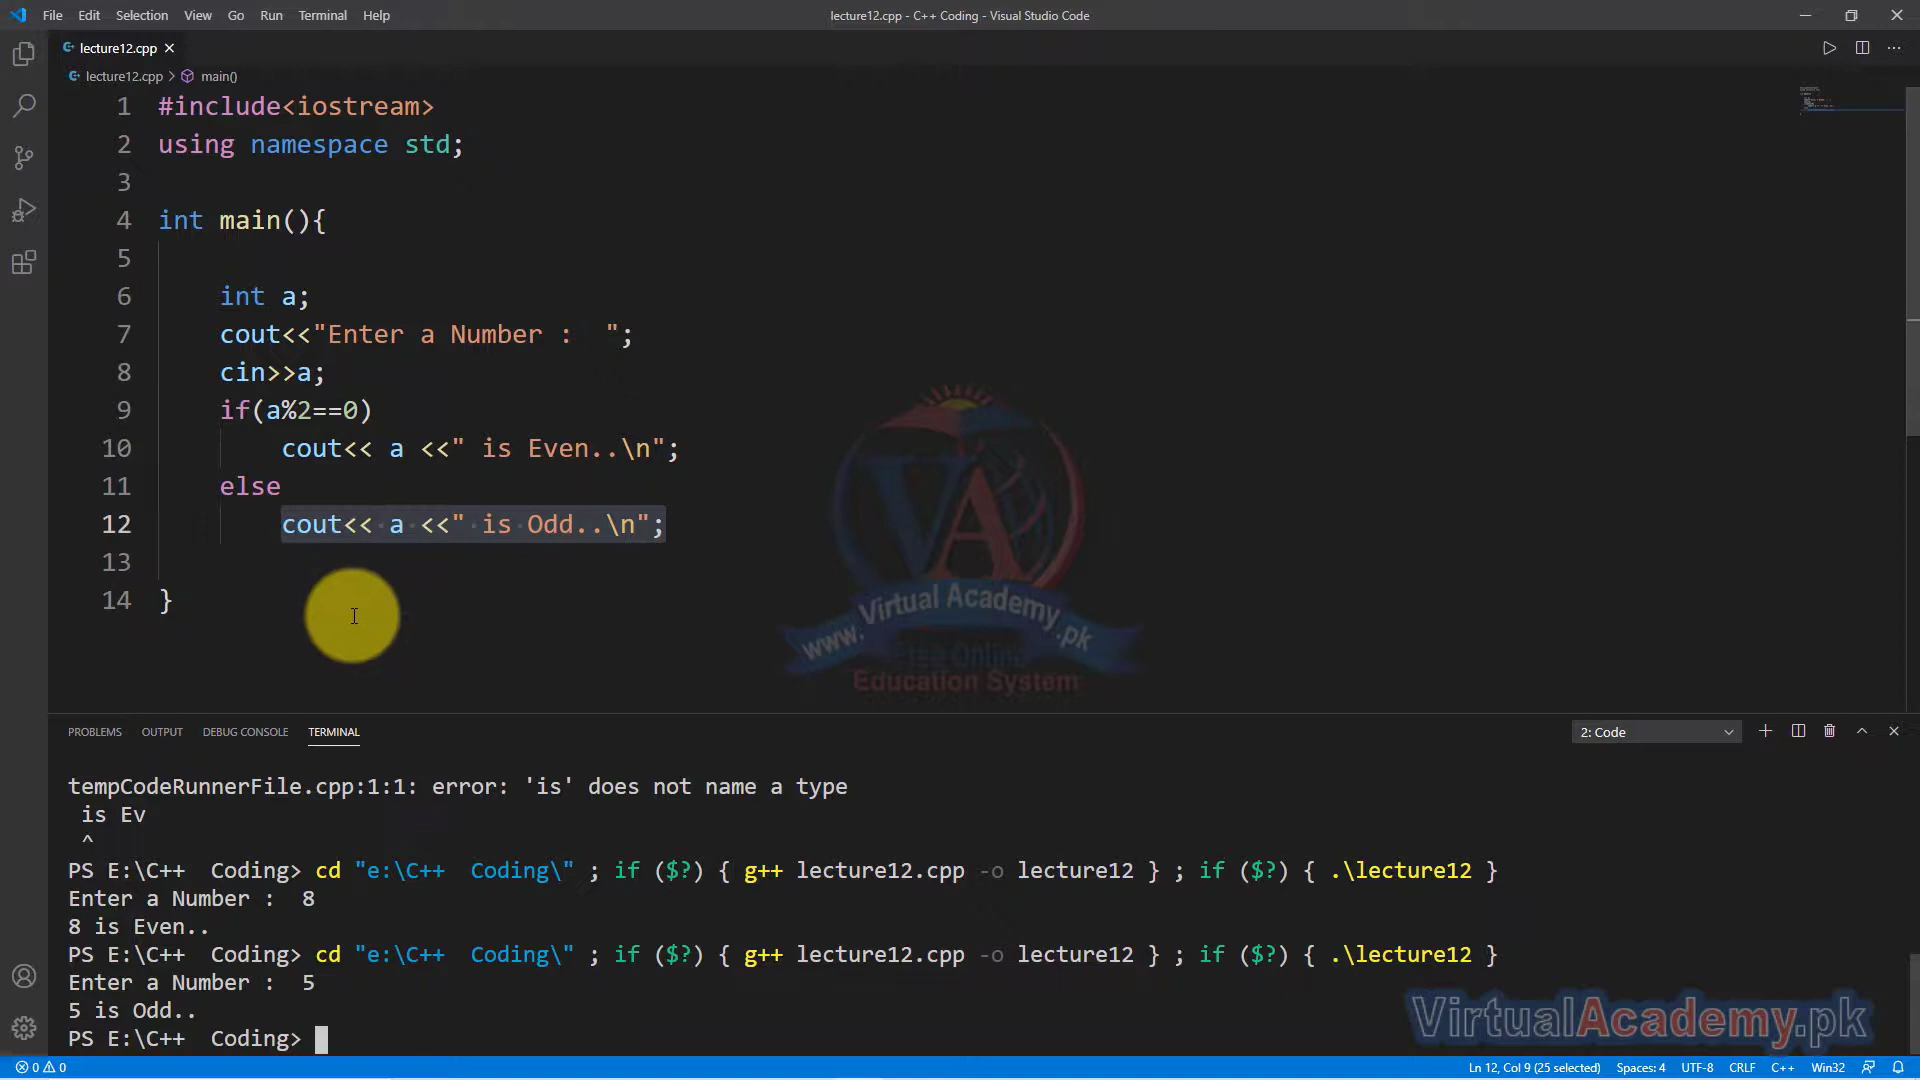 File Edit Selection View Go Run Terminal Help lecture12.cpp - C++ Coding - Visual Studio Code
lecture12.cpp
lecture12.cpp > main()
1 #include<iostream>
2 using namespace std;
3
4 int main(){
5
6 int a;
7 cout<<"Enter a Number :  ";
8 cin>>a;
9 if(a%2==0)
10 cout<< a <<" is Even..\n";
11 else
12 cout<< a <<" is Odd..\n";
13
14 }
VA
www.Virtual Academy.pk
Online
Education System
PROBLEMS OUTPUT DEBUG CONSOLE TERMINAL 2: Code
tempCodeRunnerFile.cpp:1:1: error: 'is' does not name a type
is Ev
^
PS E:\C++  Coding> cd "e:\C++  Coding\" ; if ($?) { g++ lecture12.cpp -o lecture12 } ; if ($?) { .\lecture12 }
Enter a Number :  8
8 is Even..
PS E:\C++  Coding> cd "e:\C++  Coding\" ; if ($?) { g++ lecture12.cpp -o lecture12 } ; if ($?) { .\lecture12 }
Enter a Number :  5
5 is Odd..
PS E:\C++  Coding>
VirtualAcademy.pk
0 0 Ln 12, Col 9 (25 selected) Spaces: 4 UTF-8 CRLF C++ Win32